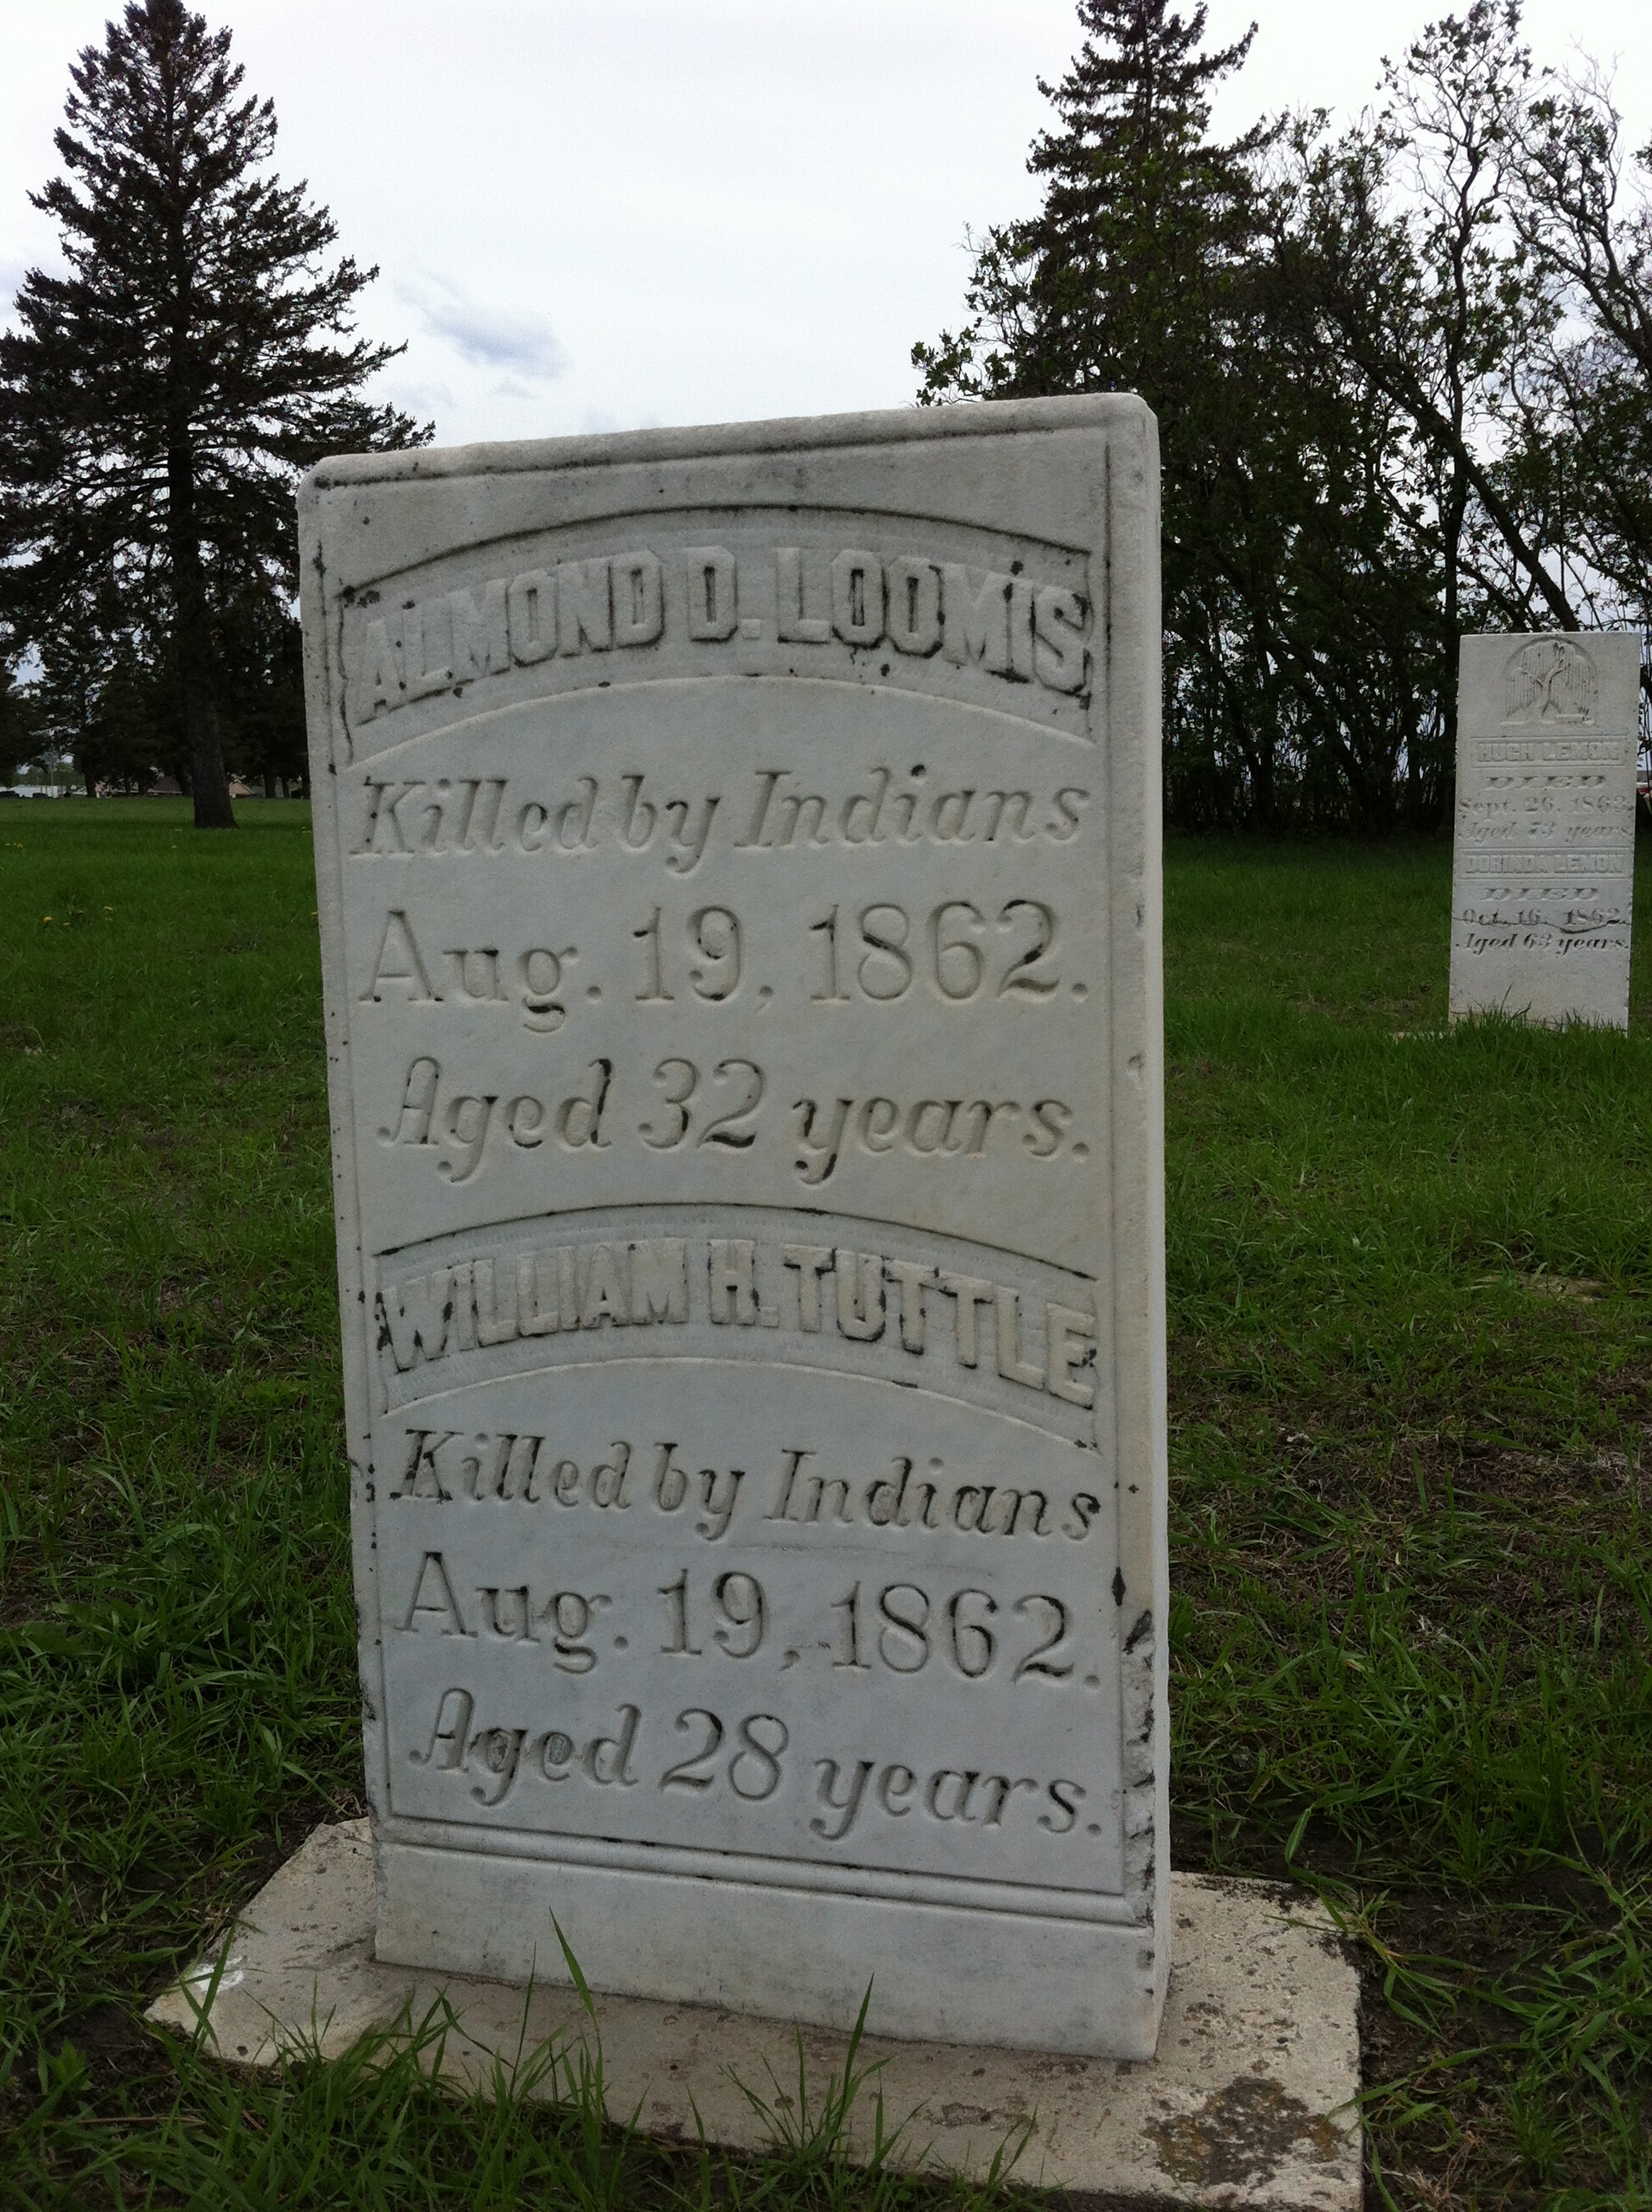 ALMOND D. LOOMIS
Killed by Indians
Aug. 19, 1862.
Aged 32 years.
WILLIAM H. TUTTLE
Killed by Indians
Aug. 19, 1862.
Aged 28 years.
HUGH LEMON
DIED
Sept. 26, 1863.
Aged 73 years.
DORINDA LEMON
DIED
Oct. 16. 1862.
Aged 63 years.